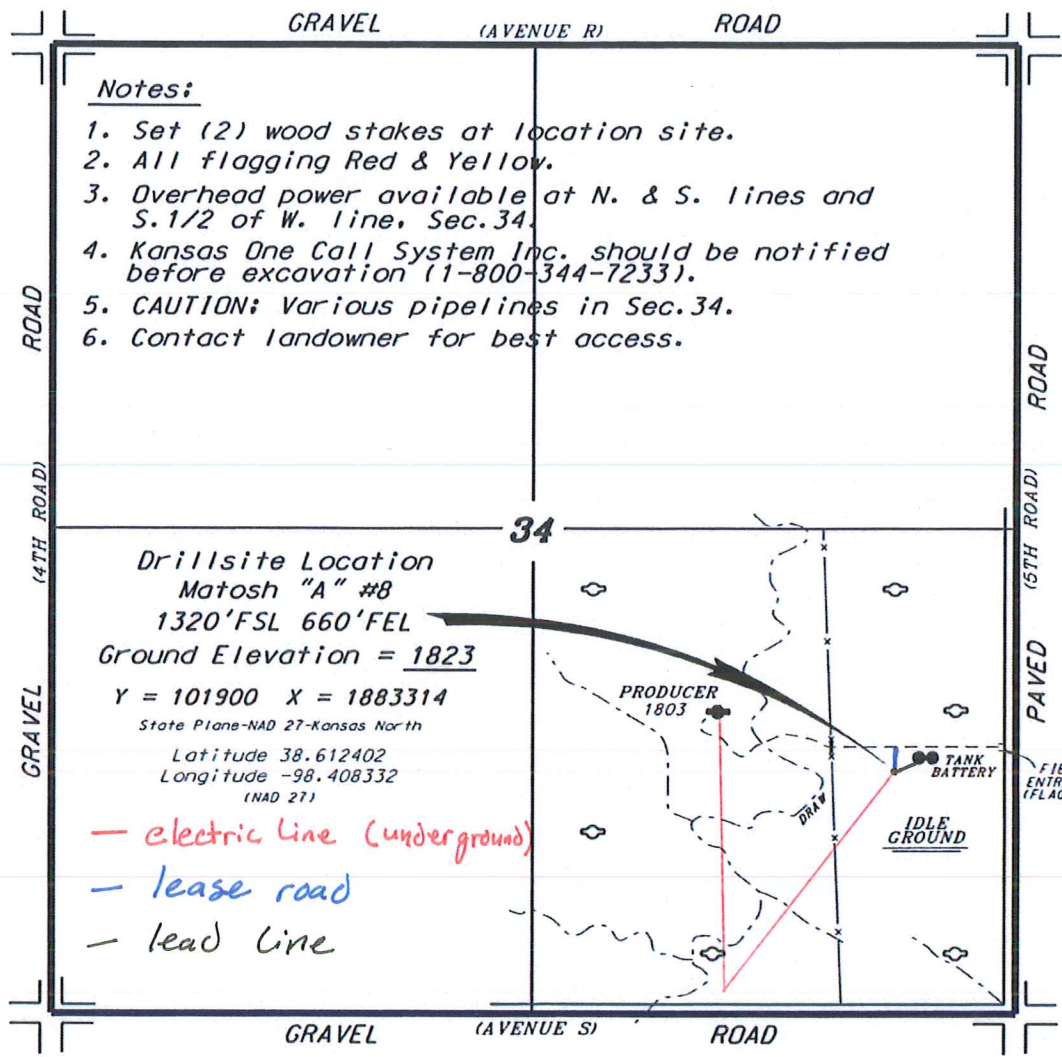 GRAVEL (AVENUE R) ROAD
Notes:
1. Set (2) wood stakes at location site.
2. All flagging Red & Yellow.
3. Overhead power available at N. & S. lines and
S.1/2 of W. line, Sec.34.
4. Kansas One Call System Inc. should be notified
before excavation (1-800-344-7233).
5. CAUTION: Various pipelines in Sec.34.
6. Contact landowner for best access.
ROAD
(4TH ROAD)
GRAVEL
ROAD
(5TH ROAD)
PAVED
34
Drillsite Location
Matosh "A" #8
1320'FSL 660'FEL
Ground Elevation = 1823
Y = 101900 X = 1883314
State Plane-NAD 27-Kansas North
Latitude 38.612402
Longitude -98.408332
(NAD 27)
— electric line (underground)
— lease road
— lead line
PRODUCER
1803
TANK
BATTERY
DRAW
IDLE
GROUND
GRAVEL (AVENUE S) ROAD